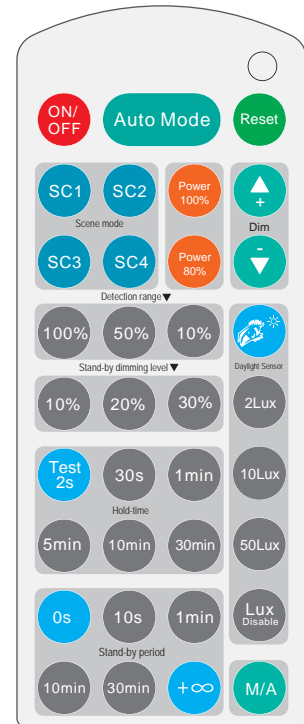 ON/
OFF
Auto Mode
Reset
SC1
SC2
Power
100%
+
Scene mode
Dim
SC3
SC4
Power
80%
-
Detection range▼
100%
50%
10%
Stand-by dimming level▼
Daylight Sensor
10%
20%
30%
2Lux
Test
2s
30s
1min
10Lux
Hold-time
5min
10min
30min
50Lux
0s
10s
1min
Lux
Disable
Stand-by period
10min
30min
+∞
M/A